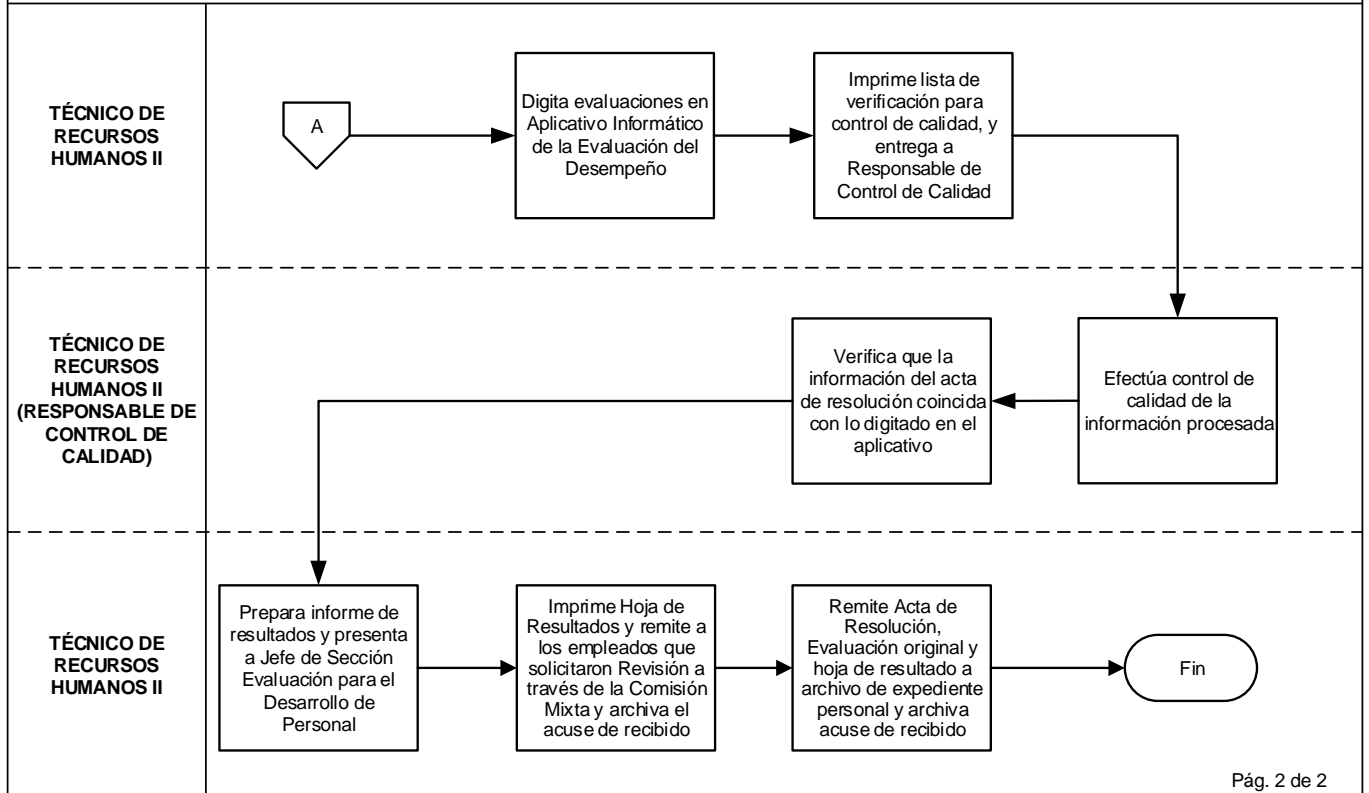 TÉCNICO DE
RECURSOS
HUMANOS II
A
Digita evaluaciones en
Aplicativo Informático
de la Evaluación del
Desempeño
Imprime lista de
verificación para
control de calidad, y
entrega a
Responsable de
Control de Calidad
TÉCNICO DE
RECURSOS
HUMANOS II
(RESPONSABLE DE
CONTROL DE
CALIDAD)
Verifica que la
información del acta
de resolución coincida
con lo digitado en el
aplicativo
Efectúa control de
calidad de la
información procesada
TÉCNICO DE
RECURSOS
HUMANOS II
Prepara informe de
resultados y presenta
a Jefe de Sección
Evaluación para el
Desarrollo de
Personal
Imprime Hoja de
Resultados y remite a
los empleados que
solicitaron Revisión a
través de la Comisión
Mixta y archiva el
acuse de recibido
Remite Acta de
Resolución,
Evaluación original y
hoja de resultado a
archivo de expediente
personal y archiva
acuse de recibido
Fin
Pág. 2 de 2